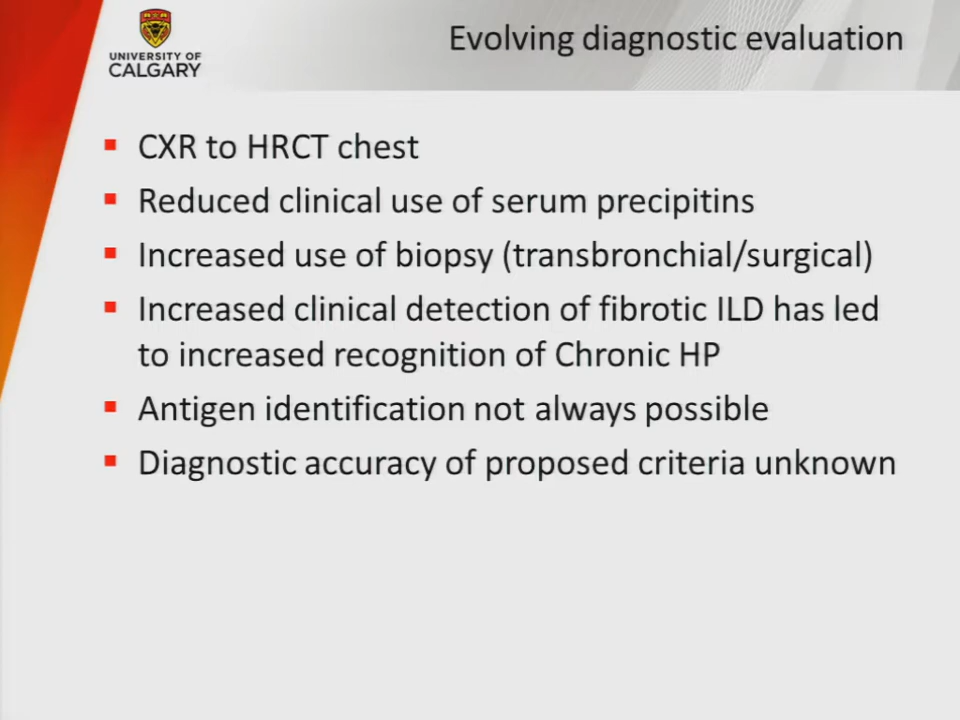 UNIVERSITY OF
CALGARY
Evolving diagnostic evaluation
CXR to HRCT chest
Reduced clinical use of serum precipitins
Increased use of biopsy (transbronchial/surgical)
Increased clinical detection of fibrotic ILD has led
to increased recognition of Chronic HP
Antigen identification not always possible
Diagnostic accuracy of proposed criteria unknown